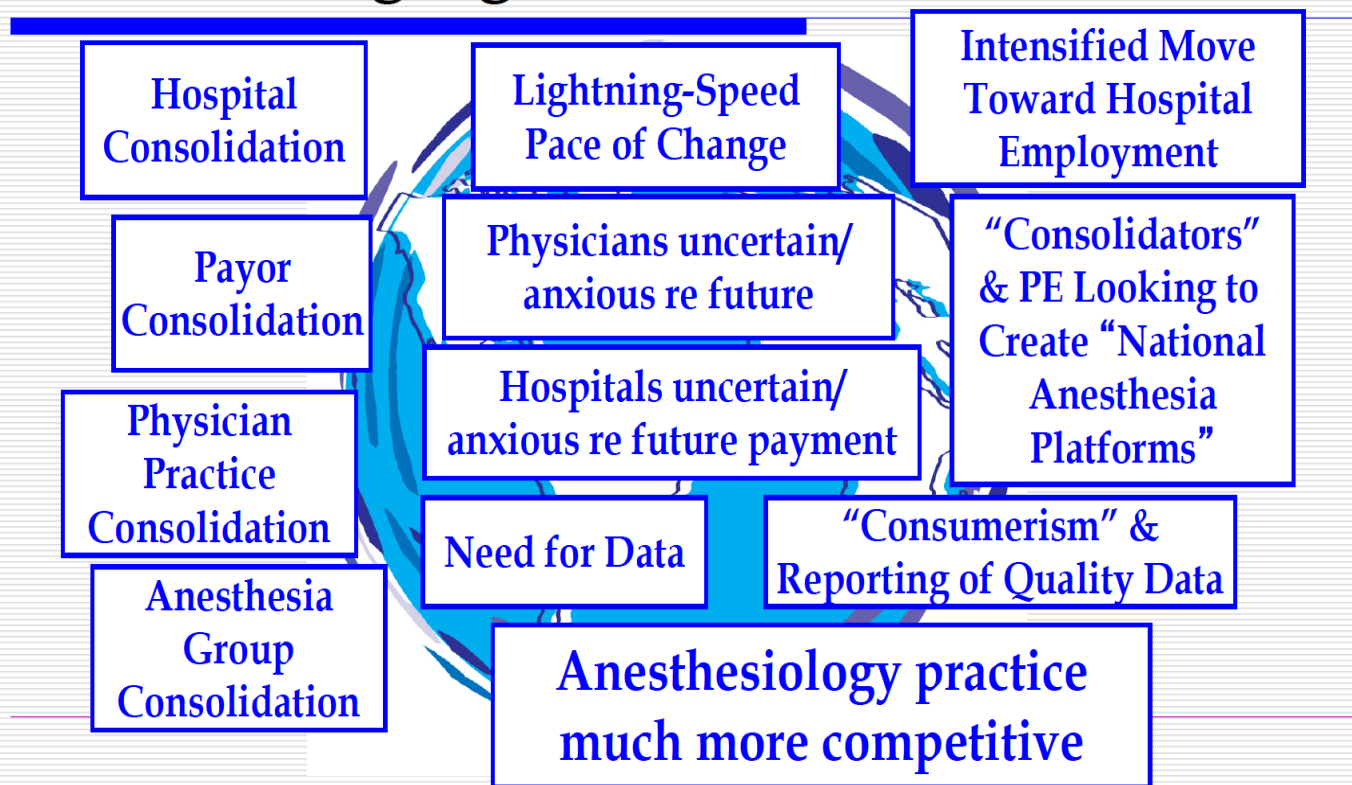 Hospital
Consolidation
Lightning-Speed
Pace of Change
Intensified Move
Toward Hospital
Employment
Payor
Consolidation
Physicians uncertain/
anxious re future
“Consolidators”
& PE Looking to
Create “National
Anesthesia
Platforms”
Hospitals uncertain/
anxious re future payment
Physician
Practice
Consolidation
Need for Data
“Consumerism” &
Reporting of Quality Data
Anesthesia
Group
Consolidation
Anesthesiology practice
much more competitive